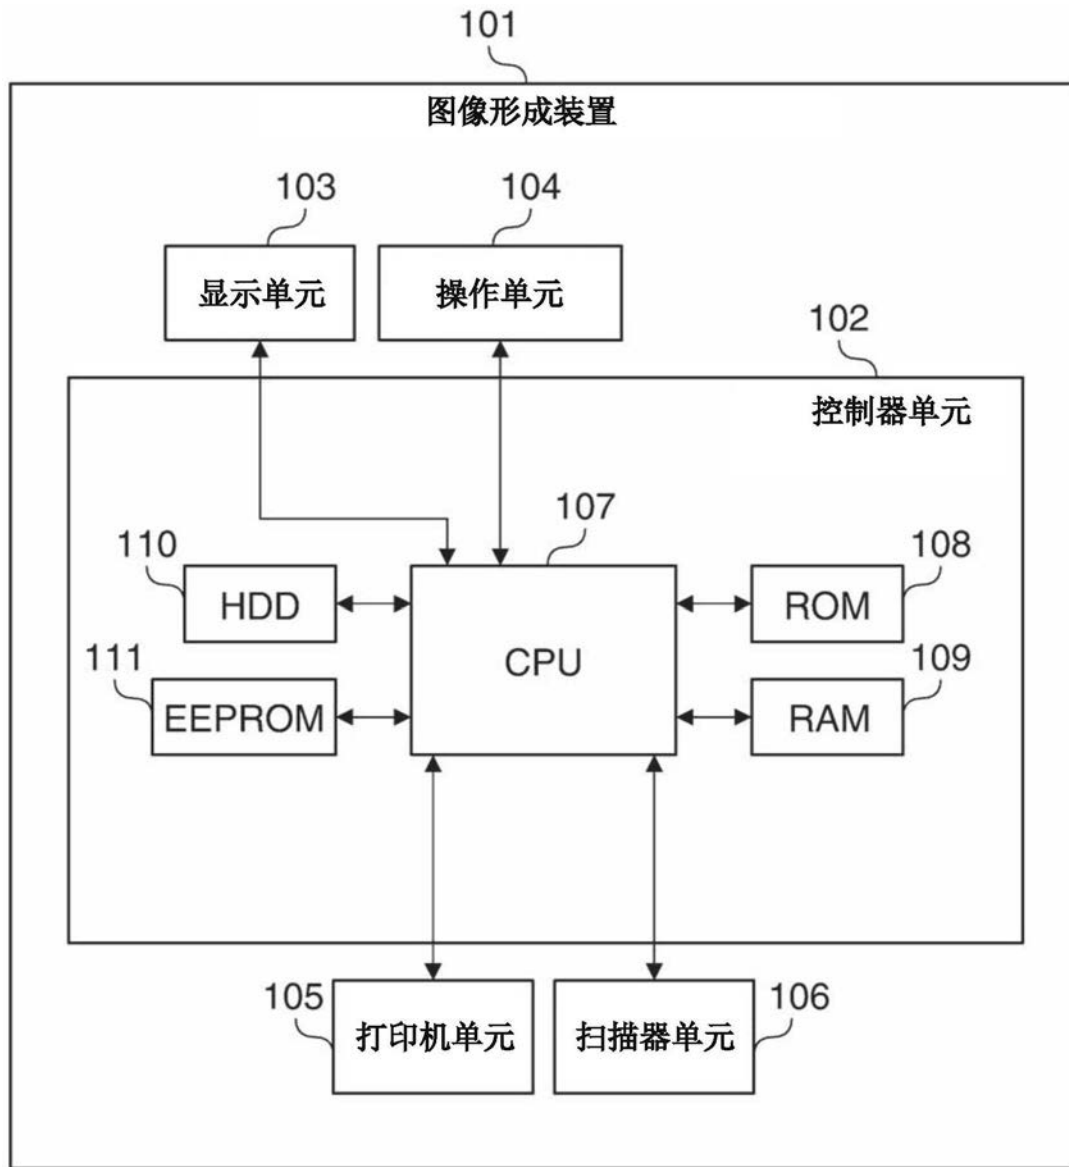 101
图像形成装置
103
104
显示单元
操作单元
102
控制器单元
107
110
108
HDD
ROM
CPU
111
109
EEPROM
RAM
105
106
打印机单元
扫描器单元